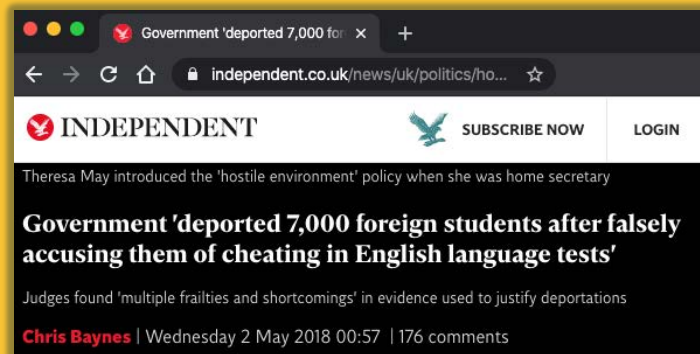 Government 'deported 7,000 for
independent.co.uk/news/uk/politics/ho...
INDEPENDENT
SUBSCRIBE NOW
LOGIN
Theresa May introduced the 'hostile environment' policy when she was home secretary
Government 'deported 7,000 foreign students after falsely
accusing them of cheating in English language tests'
Judges found 'multiple frailties and shortcomings' in evidence used to justify deportations
Chris Baynes | Wednesday 2 May 2018 00:57 | 176 comments